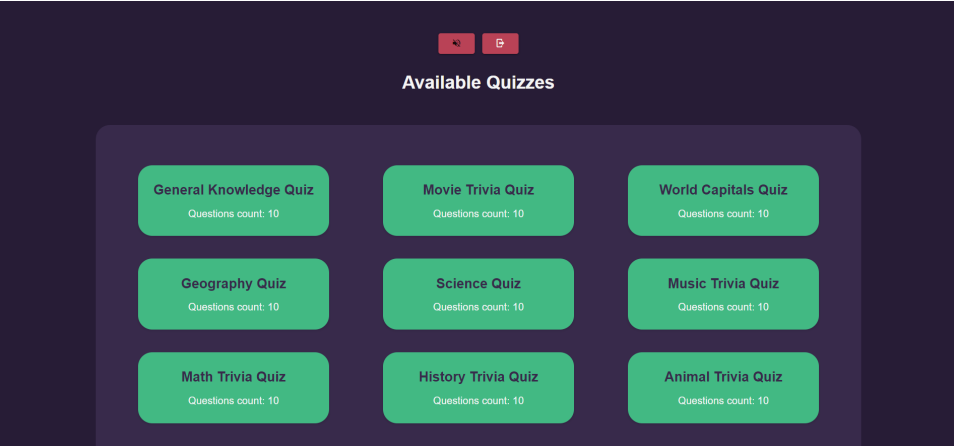 Available Quizzes
General Knowledge Quiz
Questions count: 10
Movie Trivia Quiz
Questions count: 10
World Capitals Quiz
Questions count: 10
Geography Quiz
Questions count: 10
Science Quiz
Questions count: 10
Music Trivia Quiz
Questions count: 10
Math Trivia Quiz
Questions count: 10
History Trivia Quiz
Questions count: 10
Animal Trivia Quiz
Questions count: 10